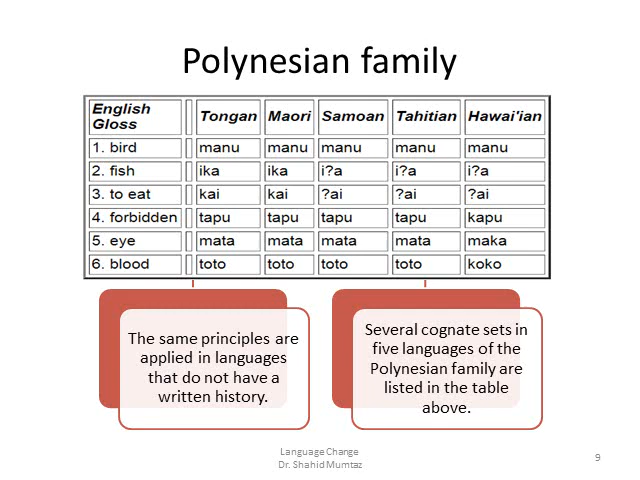 Polynesian family
English Gloss Tongan Maori Samoan Tahitian Hawai'ian
1. bird manu manu manu manu manu
2. fish ika ika i?a i?a i?a
3. to eat kai kai ?ai ?ai ?ai
4. forbidden tapu tapu tapu tapu kapu
5. eye mata mata mata mata maka
6. blood toto toto toto toto koko
The same principles are
applied in languages
that do not have a
written history.
Several cognate sets in
five languages of the
Polynesian family are
listed in the table
above.
Language Change
Dr. Shahid Mumtaz
9